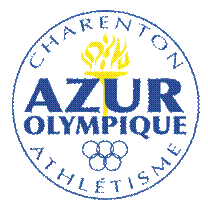 CHARENTON
AZUR
OLYMPIQUE
ATHLÉTISME